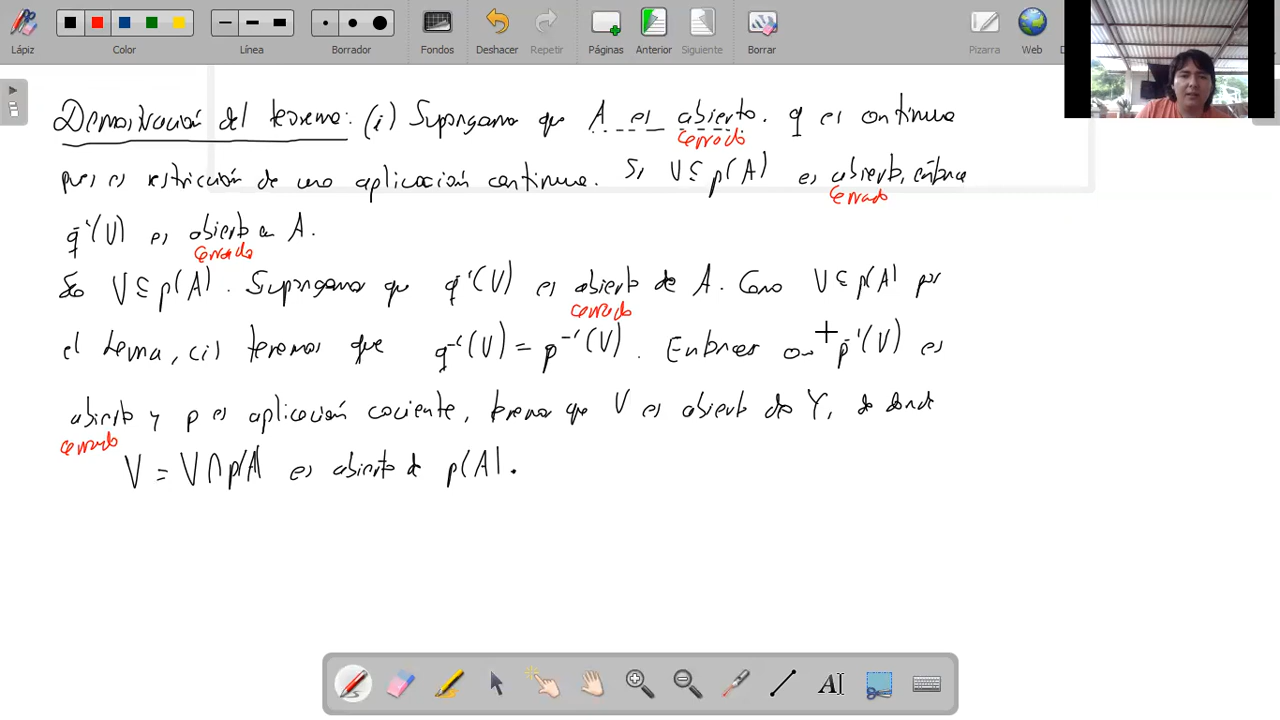 Lápiz Color Línea Borrador Fondos Deshacer Repetir Páginas Anterior Siguiente Borrar Pizarra Web
Demostración del teorema: (i) Supongamos que A es abierto. q es continua
cerrado
pues es restricción de una aplicación continua. Si V ⊆ p(A) es abierto, entonces
cerrado
q⁻¹(V) es abierto en A.
cerrado
Sea V ⊆ p(A). Supongamos que q⁻¹(V) es abierto de A. Como V ⊆ p(A) por
cerrado
el Lema, (i) tenemos que q⁻¹(V) = p⁻¹(V). Entonces como p⁻¹(V) es
abierto y p es aplicación cociente, tenemos que V es abierto de Y, de donde
cerrado
V = V ∩ p(A) es abierto de p(A).